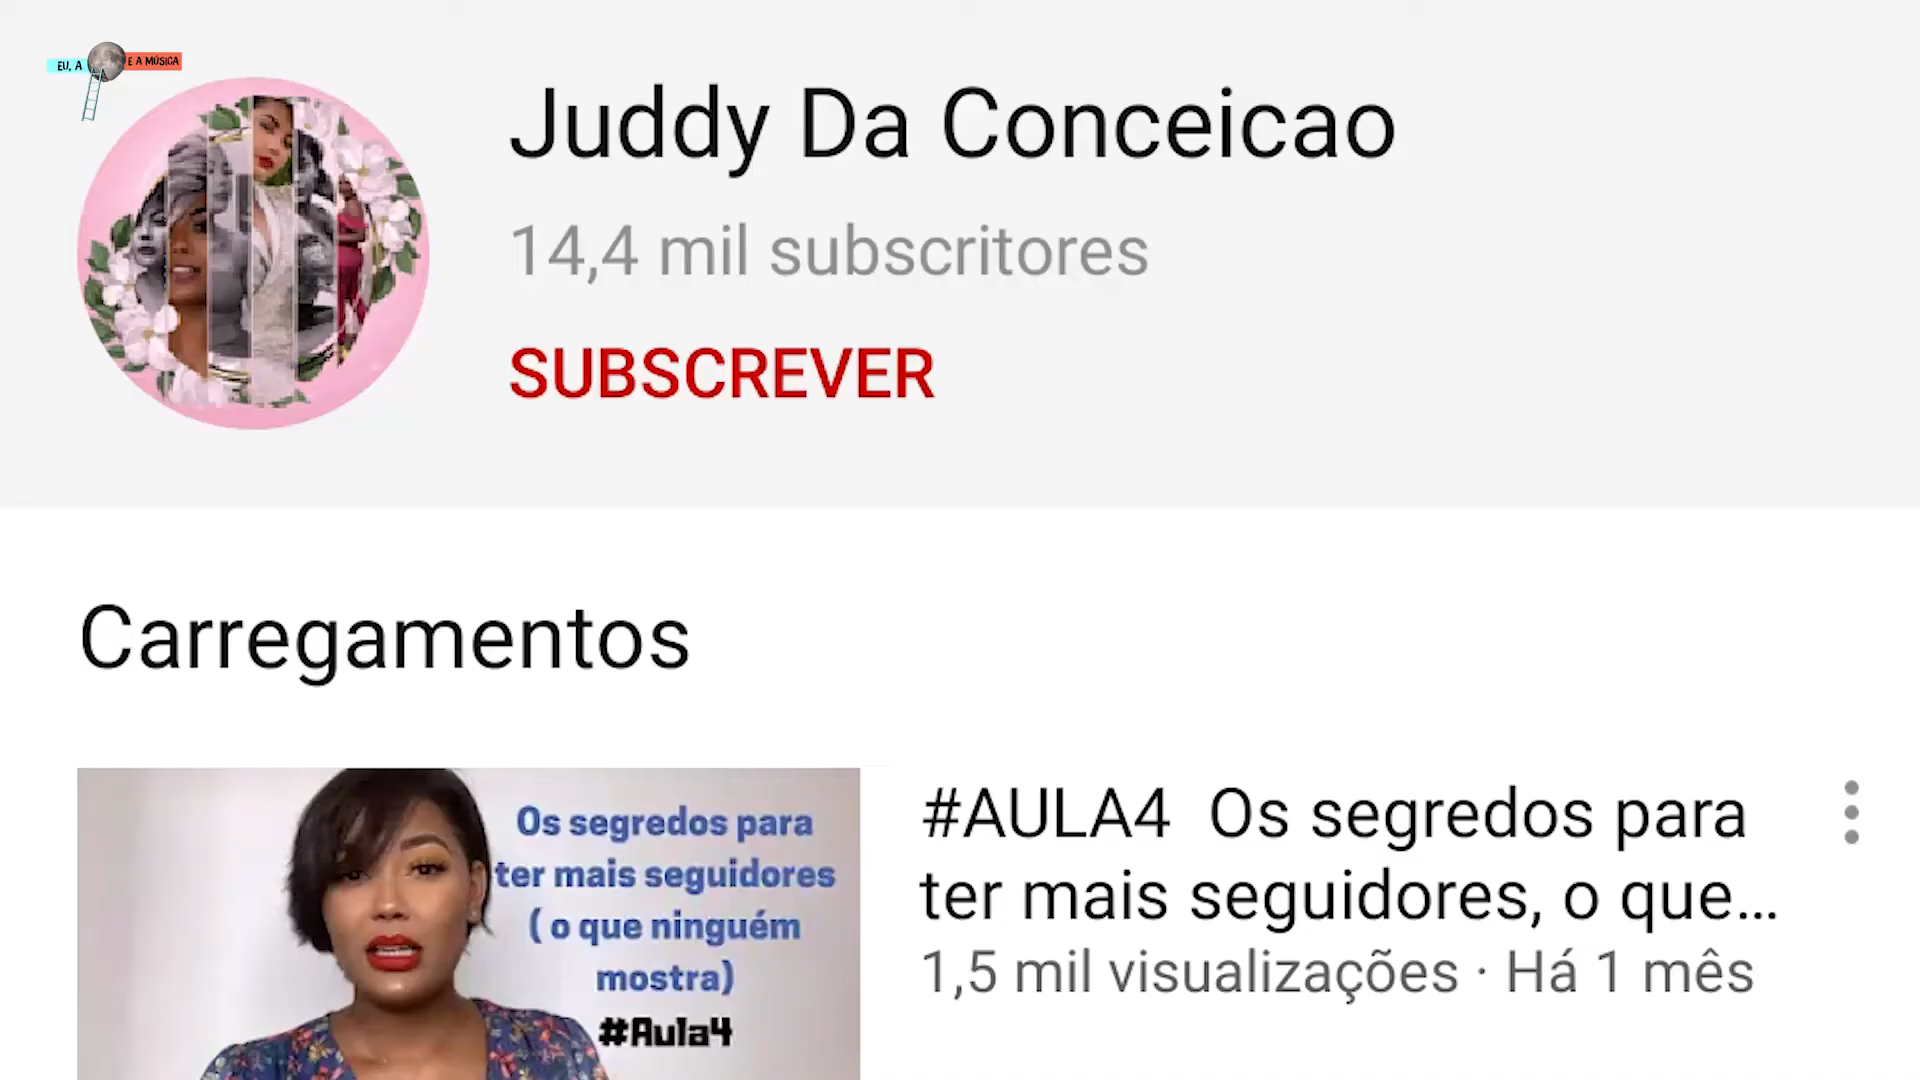 EU, A E A MÚSICA
Juddy Da Conceicao
14,4 mil subscritores
SUBSCREVER
Carregamentos
Os segredos para
ter mais seguidores
( o que ninguém
mostra)
#Aula4
#AULA4 Os segredos para
ter mais seguidores, o que...
1,5 mil visualizações · Há 1 mês